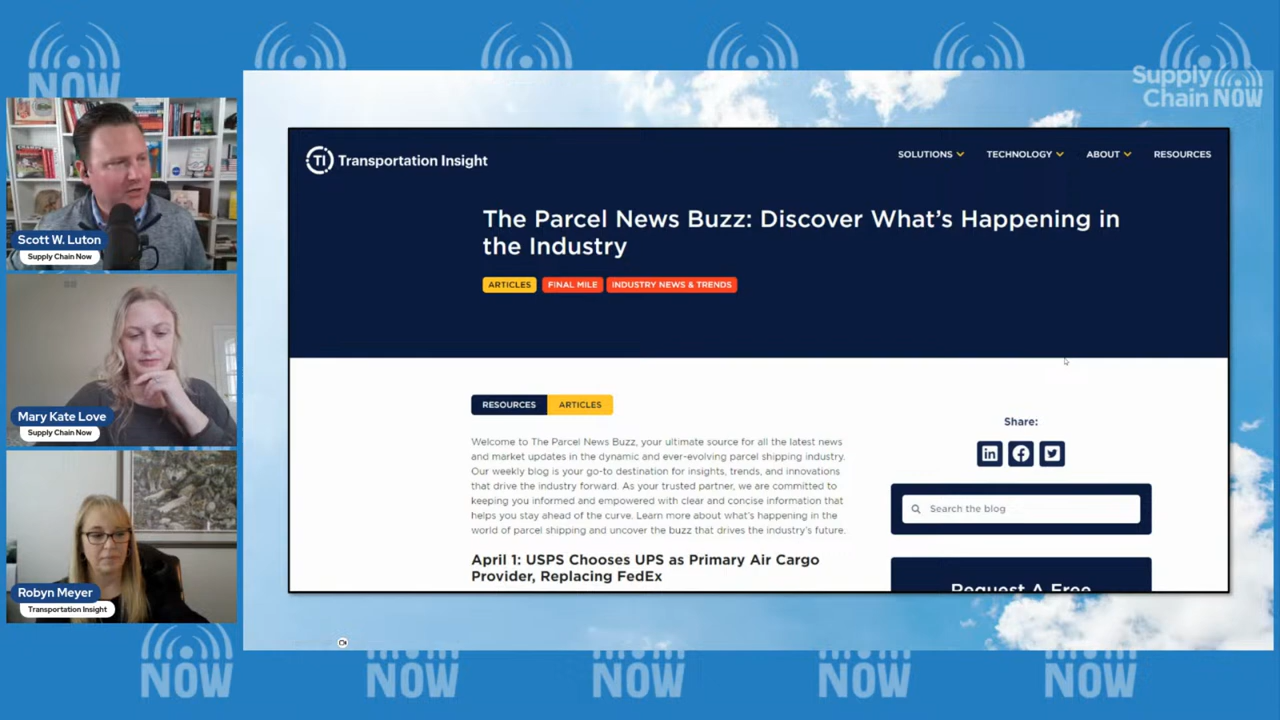 NOW
Supply
Chain NOW
Scott W. Luton
Supply Chain Now
Mary Kate Love
Supply Chain Now
Robyn Meyer
Transportation Insight
TI Transportation Insight
SOLUTIONS
TECHNOLOGY
ABOUT
RESOURCES
The Parcel News Buzz: Discover What's Happening in
the Industry
ARTICLES
FINAL MILE
INDUSTRY NEWS & TRENDS
RESOURCES
ARTICLES
Welcome to The Parcel News Buzz, your ultimate source for all the latest news
and market updates in the dynamic and ever-evolving parcel shipping industry.
Our weekly blog is your go-to destination for insights, trends, and innovations
that drive the industry forward. As your trusted partner, we are committed to
keeping you informed and empowered with clear and concise information that
helps you stay ahead of the curve. Learn more about what's happening in the
world of parcel shipping and uncover the buzz that drives the industry's future.
April 1: USPS Chooses UPS as Primary Air Cargo
Provider, Replacing FedEx
Share:
Search the blog
Request A Free
NOW
NOW
NOW
NOW
NOW